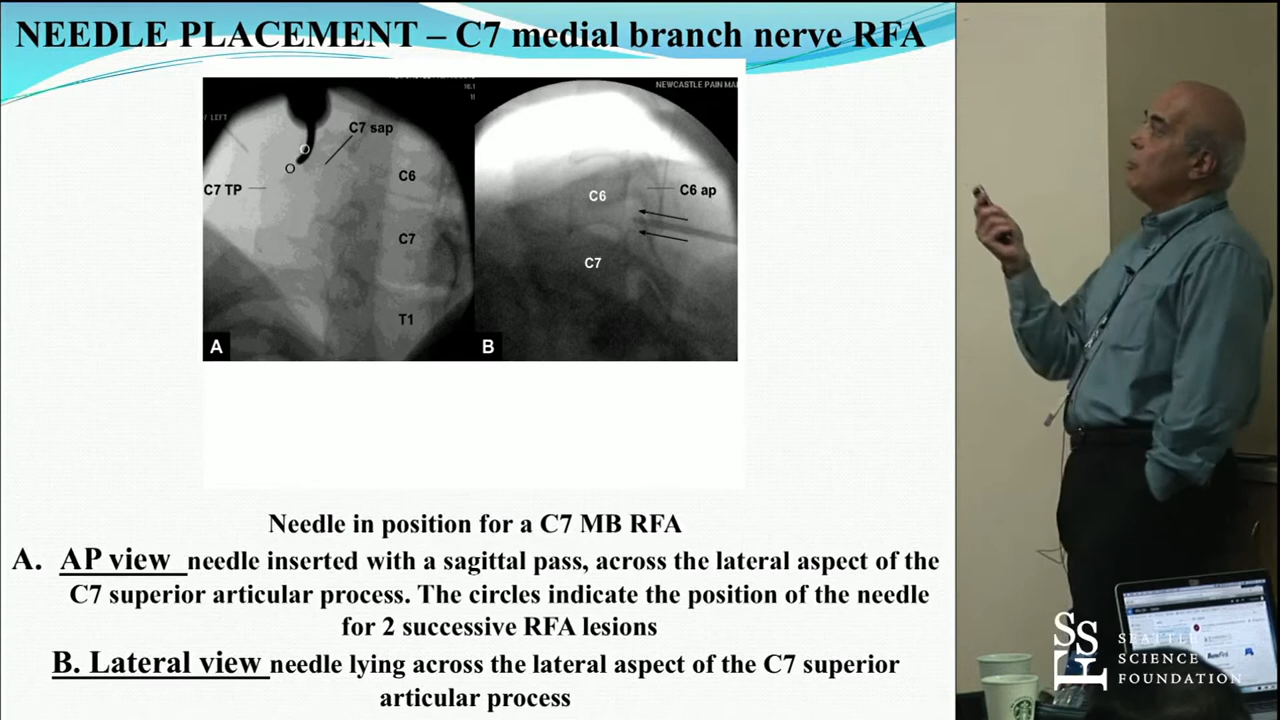 NEEDLE PLACEMENT – C7 medial branch nerve RFA
NEWCASTLE PAIN MA
LEFT
C7 sap
C7 TP
C6
C7
T1
A
C6
C6 ap
C7
B
Needle in position for a C7 MB RFA
A. AP view needle inserted with a sagittal pass, across the lateral aspect of the
C7 superior articular process. The circles indicate the position of the needle
for 2 successive RFA lesions
B. Lateral view needle lying across the lateral aspect of the C7 superior
articular process
SSF
SEATTLE
SCIENCE
FOUNDATION